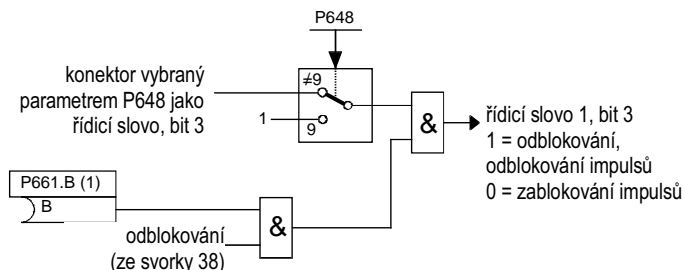 P648
konektor vybraný
parametrem P648 jako
řídicí slovo, bit 3
≠9
1
9
&
řídicí slovo 1, bit 3
1 = odblokování,
odblokování impulsů
0 = zablokování impulsů
P661.B (1)
B
&
odblokování
(ze svorky 38)